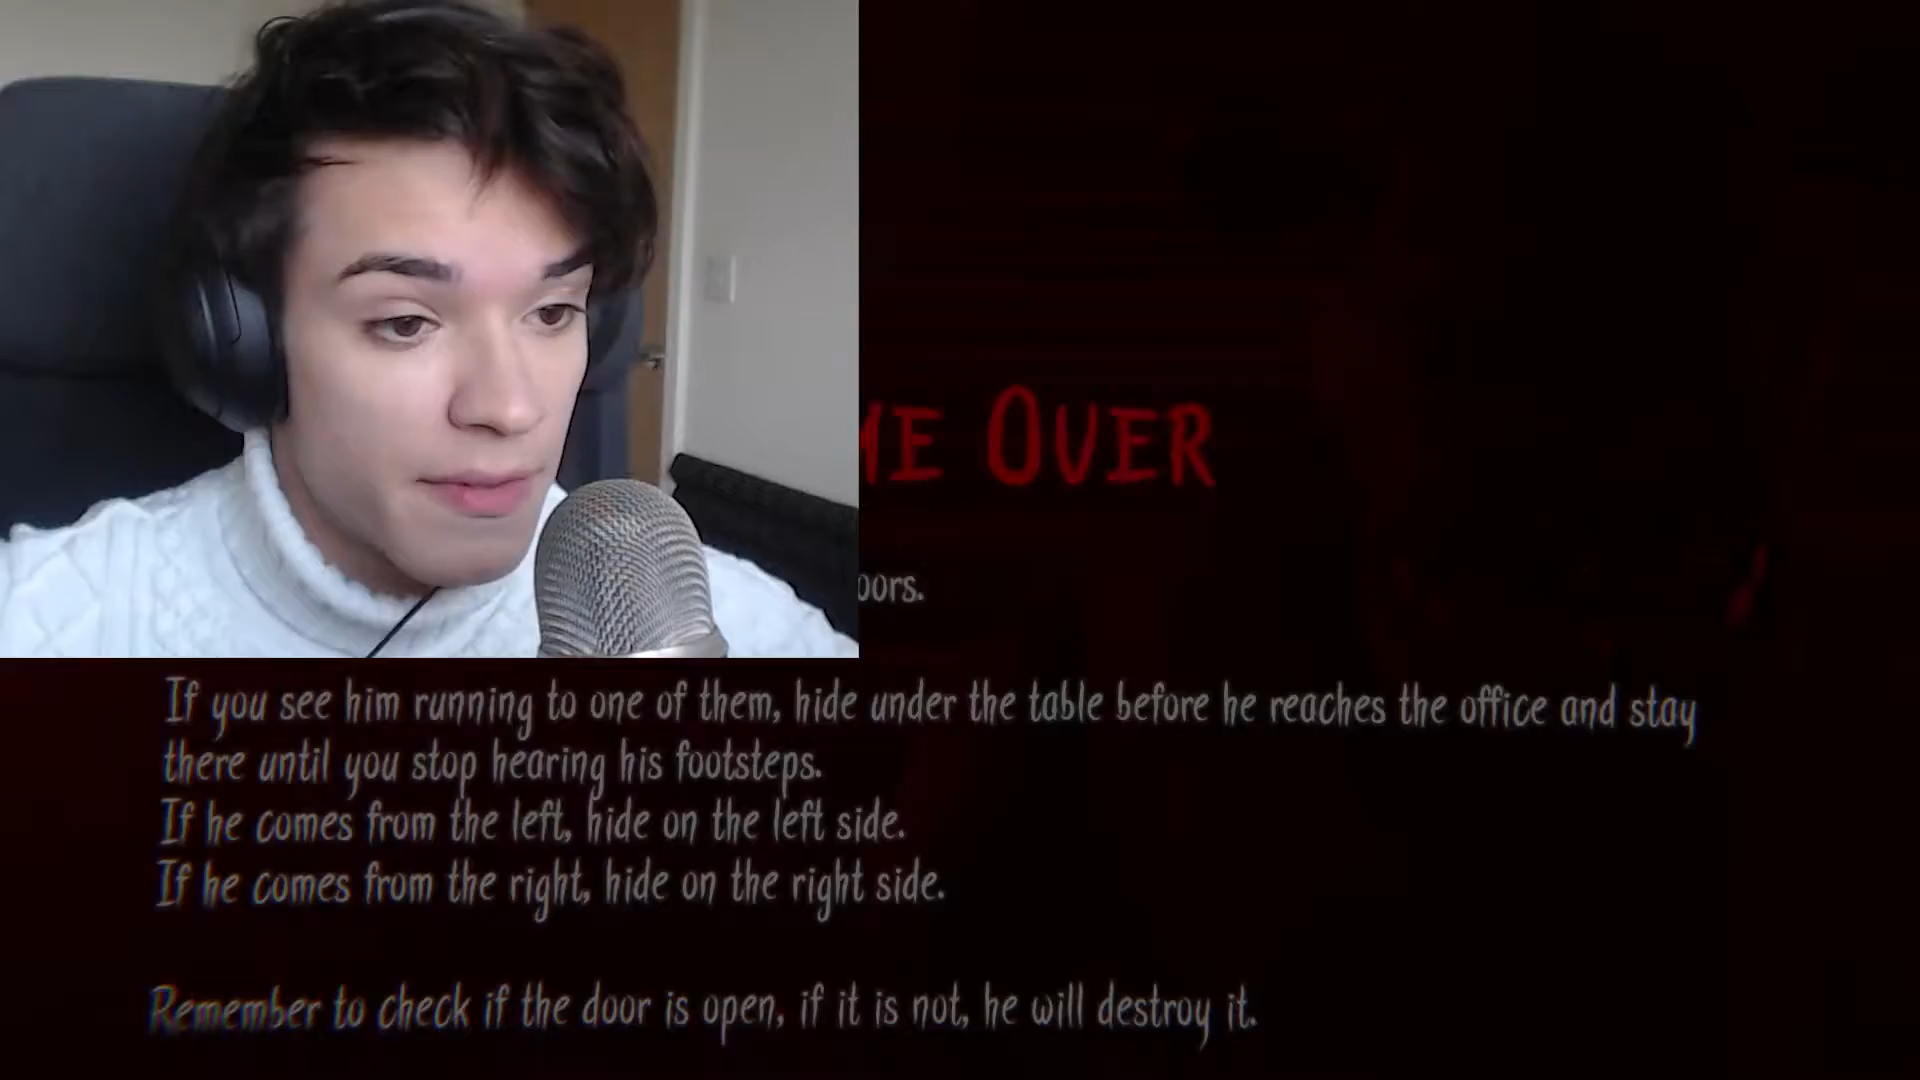 OVER
If you see him running to one of them, hide under the table before he reaches the office and stay
there until you stop hearing his footsteps.
If he comes from the left, hide on the left side.
If he comes from the right, hide on the right side.
Remember to check if the door is open, if it is not, he will destroy it.